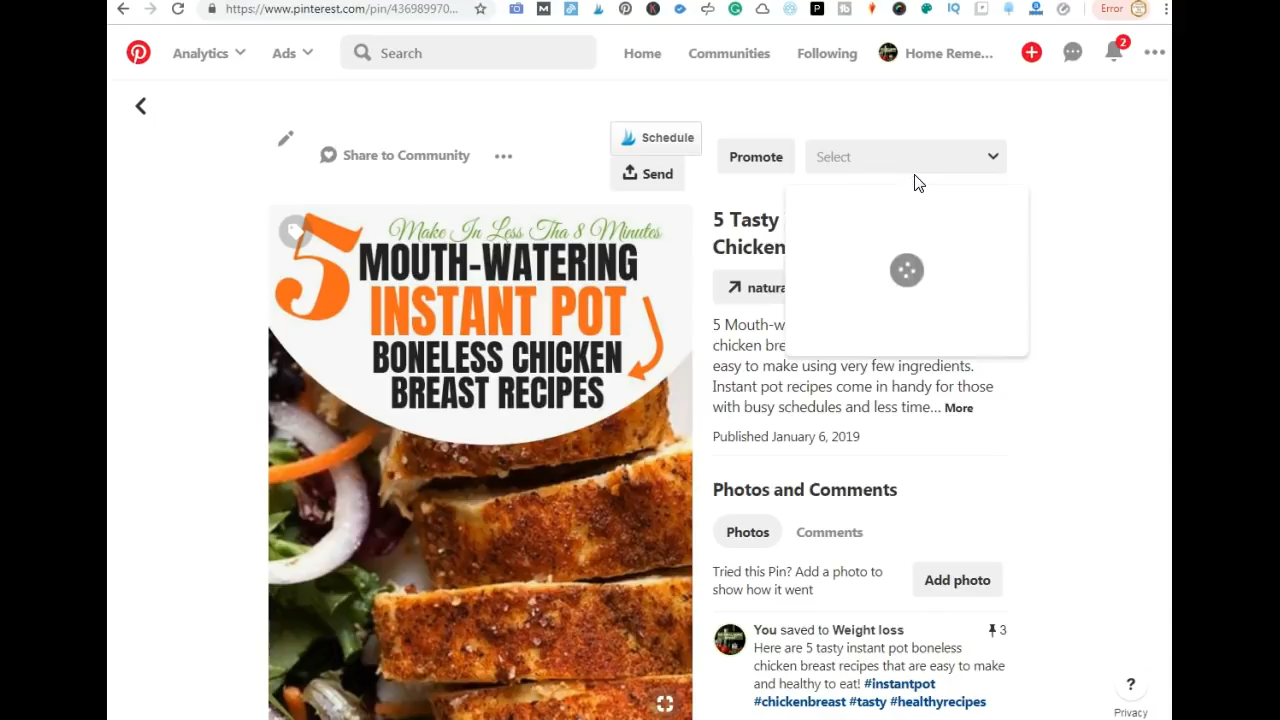 https://www.pinterest.com/pin/436989970...
Error
Analytics
Ads
Search
Home
Communities
Following
Home Reme...
2
Share to Community
Schedule
Send
Promote
Select
Make In Less Tha 8 Minutes
5 MOUTH-WATERING
INSTANT POT
BONELESS CHICKEN
BREAST RECIPES
5 Tasty
Chicken
natura
5 Mouth-w
chicken bre
easy to make using very few ingredients.
Instant pot recipes come in handy for those
with busy schedules and less time... More
Published January 6, 2019
Photos and Comments
Photos
Comments
Tried this Pin? Add a photo to
show how it went
Add photo
You saved to Weight loss
3
Here are 5 tasty instant pot boneless
chicken breast recipes that are easy to make
and healthy to eat! #instantpot
#chickenbreast #tasty #healthyrecipes
?
Privacy